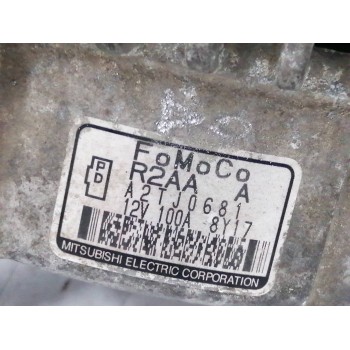 FoMoCo
P
D
R2AA A
A2TJ0681
12V 100A 8Y17
MITSUBISHI ELECTRIC CORPORATION